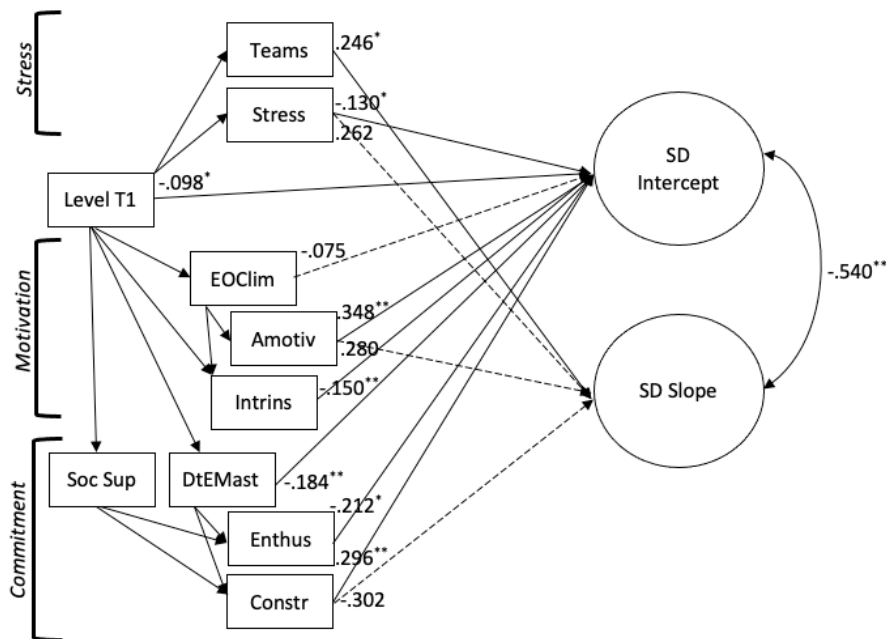 Stress
Teams
.246*
Stress
-.130*
.262
SD
Intercept
Level T1
-.098*
Motivation
EOClim
-.075
-.540**
Amotiv
.348**
.280
Intrins
-.150**
SD Slope
Commitment
Soc Sup
DtEMast
-.184**
Enthus
-.212*
.296**
Constr
-.302